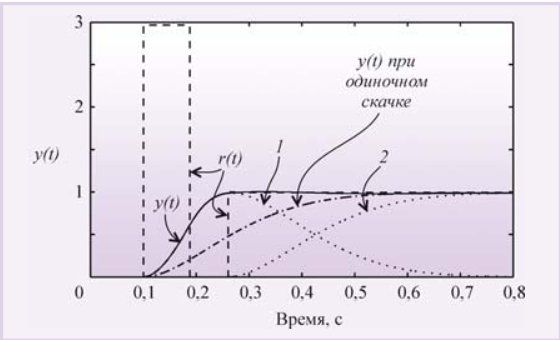 3
y(t) при
одиночном
скачке
2
y(t)
r(t)
1
2
1
y(t)
0
0,1 0,2 0,3 0,4 0,5 0,6 0,7 0,8
Время, с